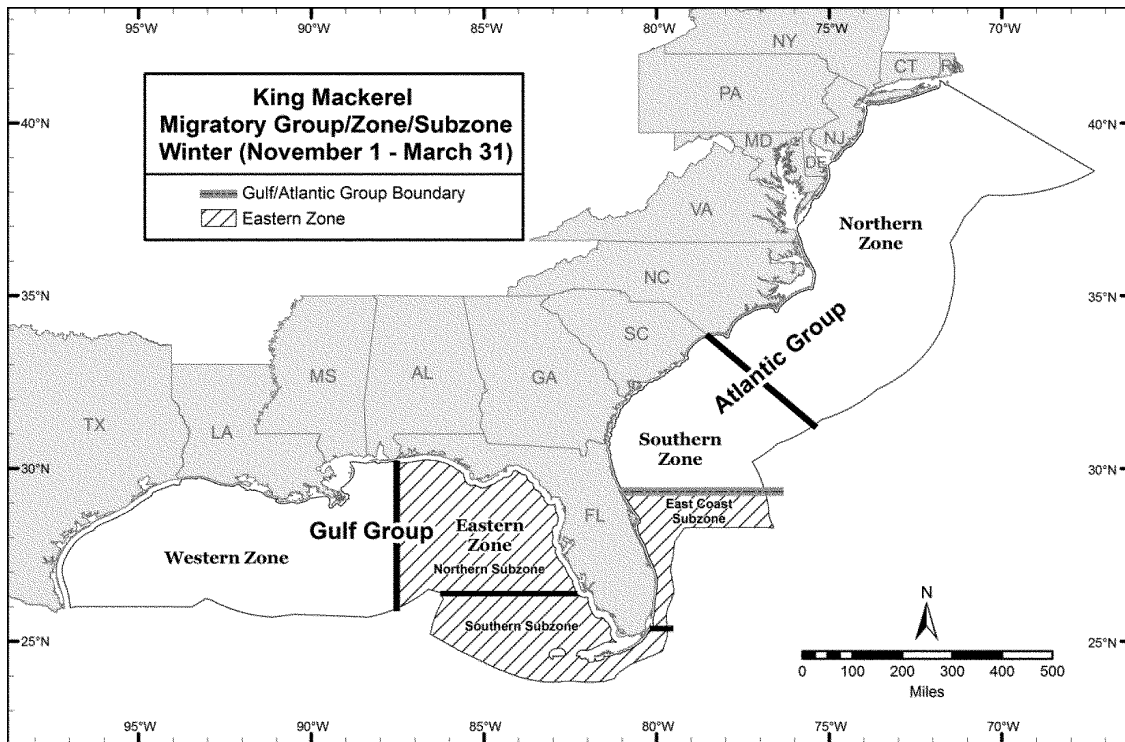 95°W 90°W 85°W 80°W 75°W 70°W
King Mackerel
Migratory Group/Zone/Subzone
Winter (November 1 - March 31)
Gulf/Atlantic Group Boundary
Eastern Zone
NY
CT
RI
PA
40°N
40°N
MD
NJ
DE
VA
Northern
Zone
NC
35°N
35°N
SC
Atlantic Group
MS
AL
GA
TX
LA
Southern
Zone
30°N
30°N
East Coast
Subzone
FL
Gulf Group
Eastern
Zone
Western Zone
Northern Subzone
Southern Subzone
25°N
25°N
N
0 100 200 300 400 500
Miles
95°W 90°W 85°W 80°W 75°W 70°W